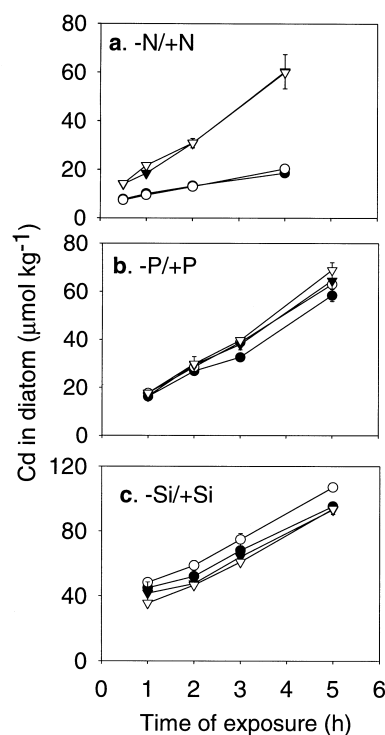 80
a. -N/+N
60
40
20
0
80
b. -P/+P
60
40
20
0
120
c. -Si/+Si
80
40
0
0 1 2 3 4 5 6
Time of exposure (h)
Cd in diatom (μmol kg⁻¹)